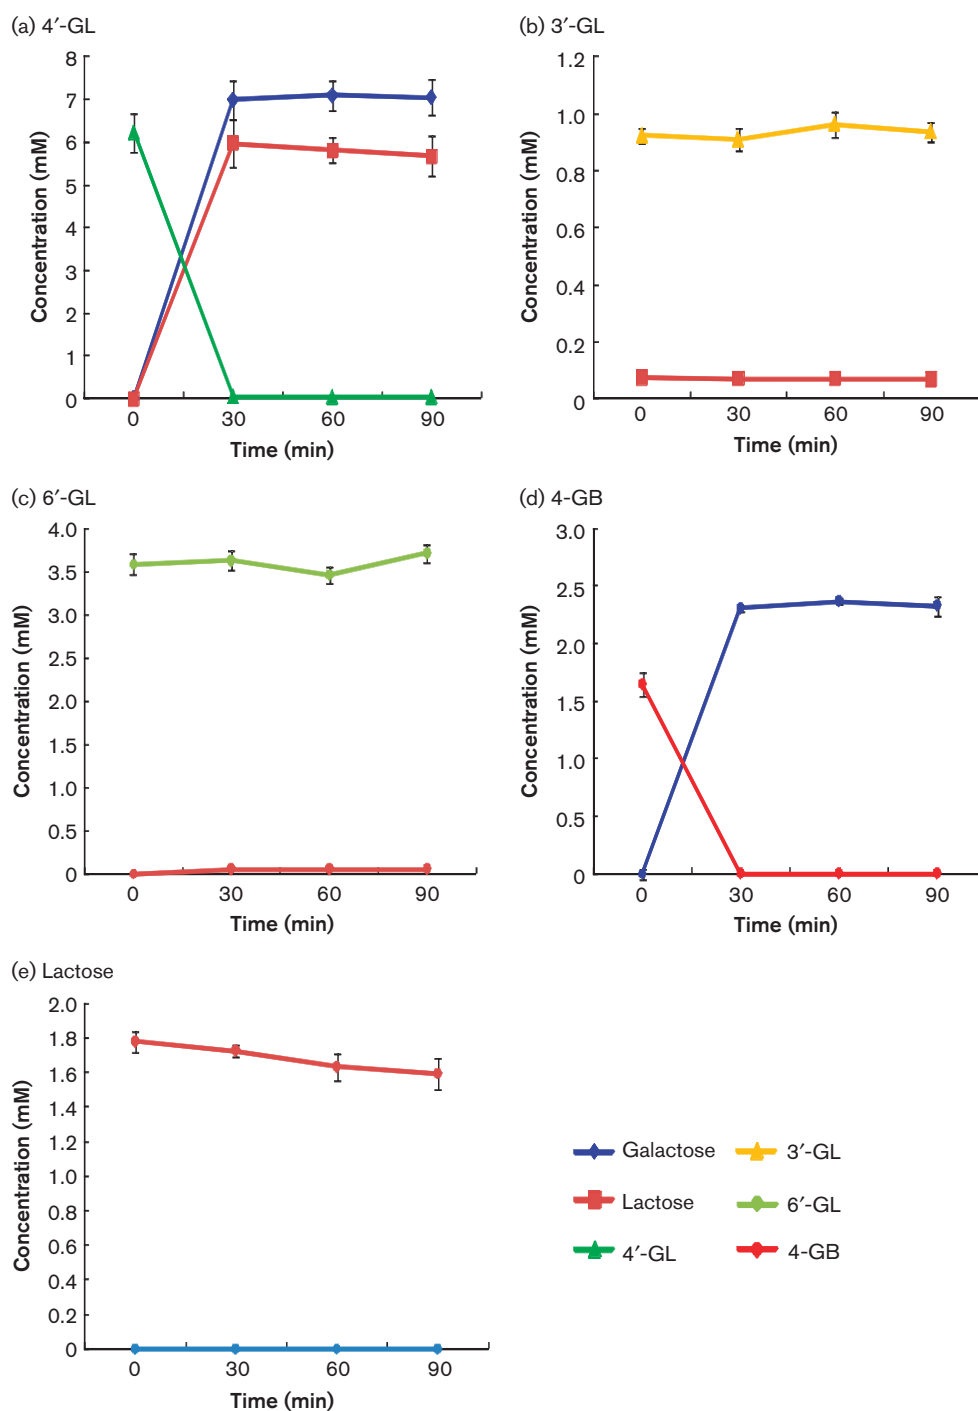 (a) 4′-GL
8
7
6
5
4
3
2
1
0
Concentration (mM)
0 30 60 90
Time (min)
(b) 3′-GL
1.2
1.0
0.8
0.6
0.4
0.2
0
Concentration (mM)
0 30 60 90
Time (min)
(c) 6′-GL
4.0
3.5
3.0
2.5
2.0
1.5
1.0
0.5
0
Concentration (mM)
0 30 60 90
Time (min)
(d) 4-GB
3.0
2.5
2.0
1.5
1.0
0.5
0
Concentration (mM)
0 30 60 90
Time (min)
(e) Lactose
2.0
1.8
1.6
1.4
1.2
1.8
0.8
0.6
0.4
0.2
0
Concentration (mM)
0 30 60 90
Time (min)
Galactose
Lactose
4′-GL
3′-GL
6′-GL
4-GB